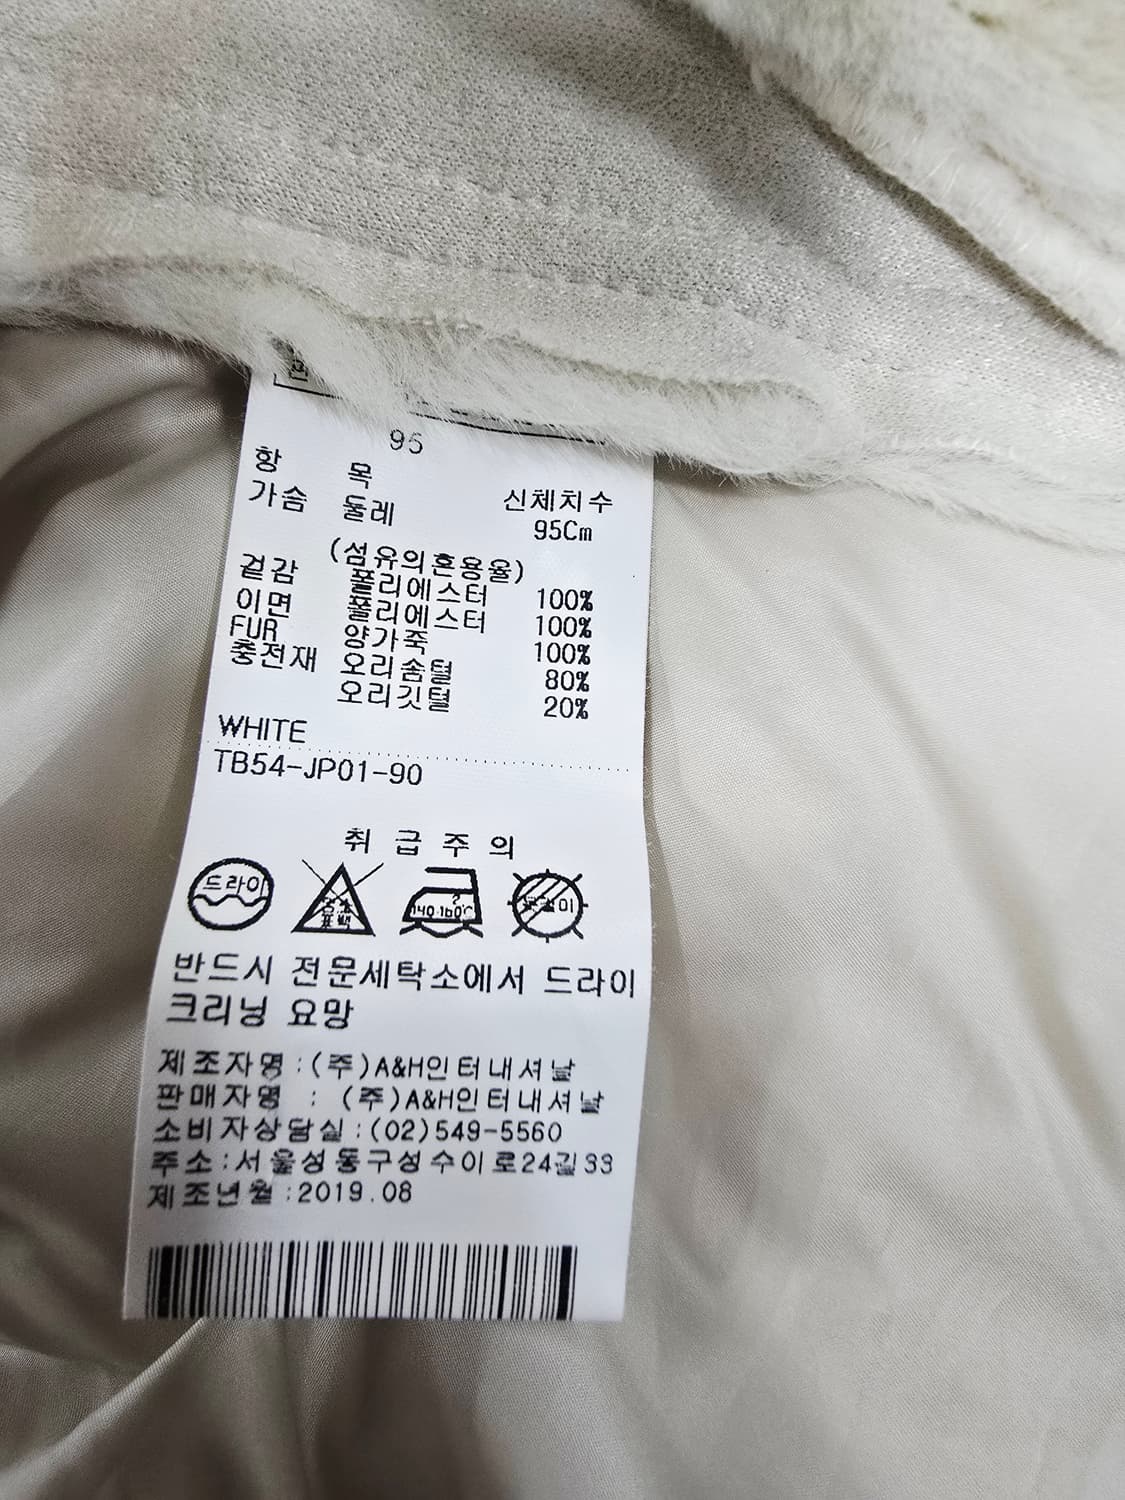 95
항 목 신체치수
가슴 둘레 95Cm
(섬유의혼용율)
겉감 폴리에스터 100%
이면 폴리에스터 100%
FUR 양가죽 100%
충전재 오리솜털 80%
오리깃털 20%
WHITE
TB54-JP01-90
취 급 주 의
드라이
140-160℃
반드시 전문세탁소에서 드라이
크리닝 요망
제조자명:(주)A&H인터내셔날
판매자명 : (주)A&H인터내셔날
소비자상담실:(02)549-5560
주소:서울성동구성수이로24길33
제조년월:2019.08